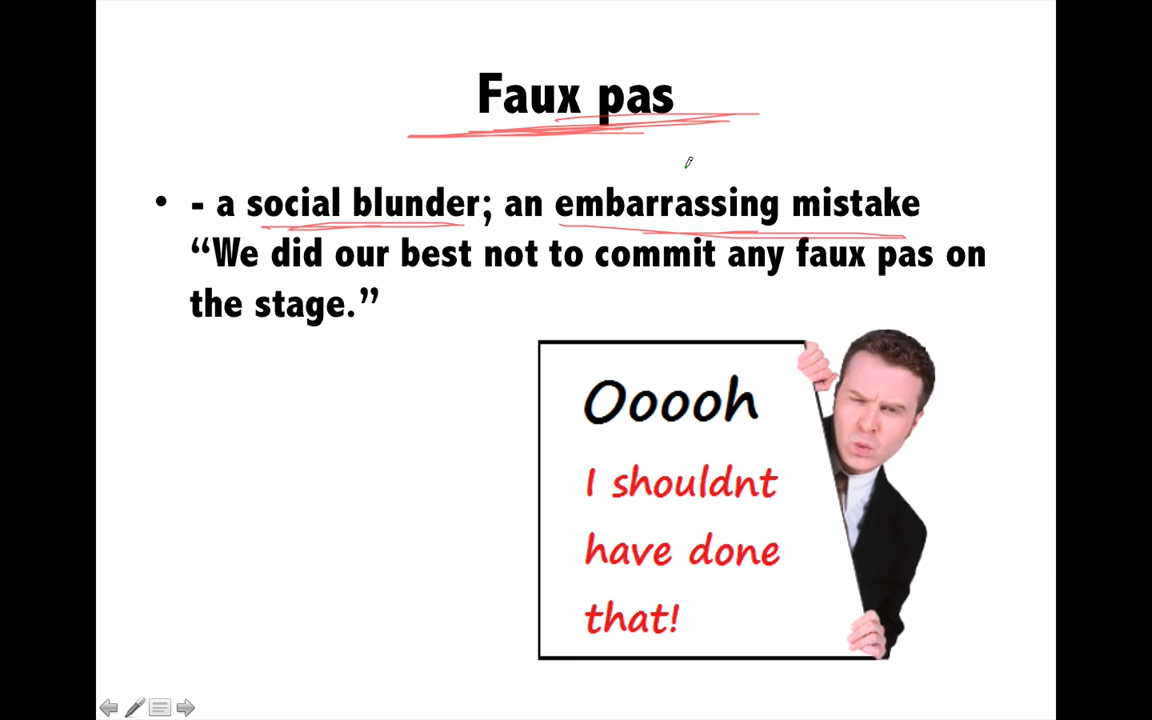 Faux pas
• - a social blunder; an embarrassing mistake
“We did our best not to commit any faux pas on
the stage.”
Ooooh
I shouldnt
have done
that!